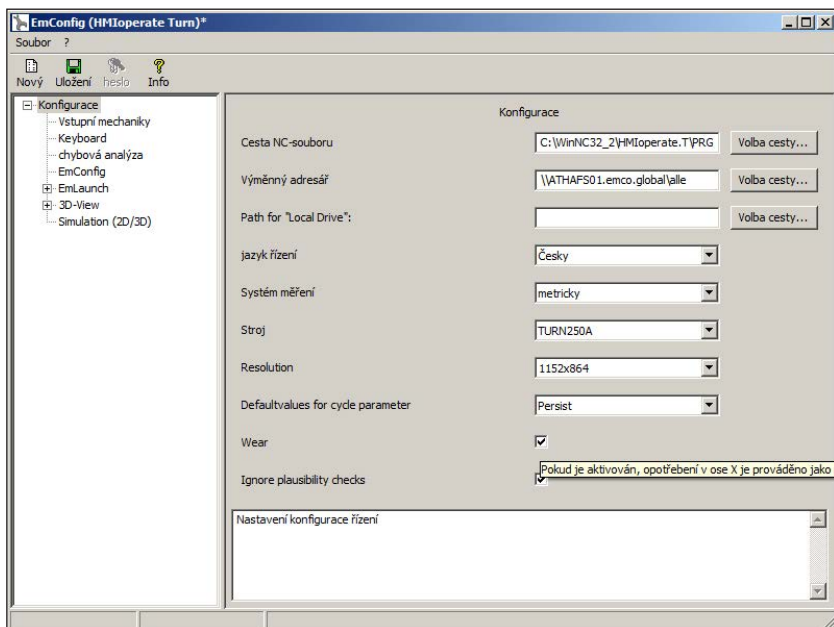 EmConfig (HMIoperate Turn)*
Soubor ?
Nový Uložení heslo Info
Konfigurace
Vstupní mechaniky
Keyboard
chybová analýza
EmConfig
EmLaunch
3D-View
Simulation (2D/3D)
Konfigurace
Cesta NC-souboru C:\WinNC32_2\HMIoperate.T\PRG Volba cesty...
Výměnný adresář \\ATHAFS01.emco.global\alle Volba cesty...
Path for "Local Drive": Volba cesty...
jazyk řízení Česky
Systém měření metricky
Stroj TURN250A
Resolution 1152x864
Defaultvalues for cycle parameter Persist
Wear
Pokud je aktivován, opotřebení v ose X je prováděno jako
Ignore plausibility checks
Nastavení konfigurace řízení